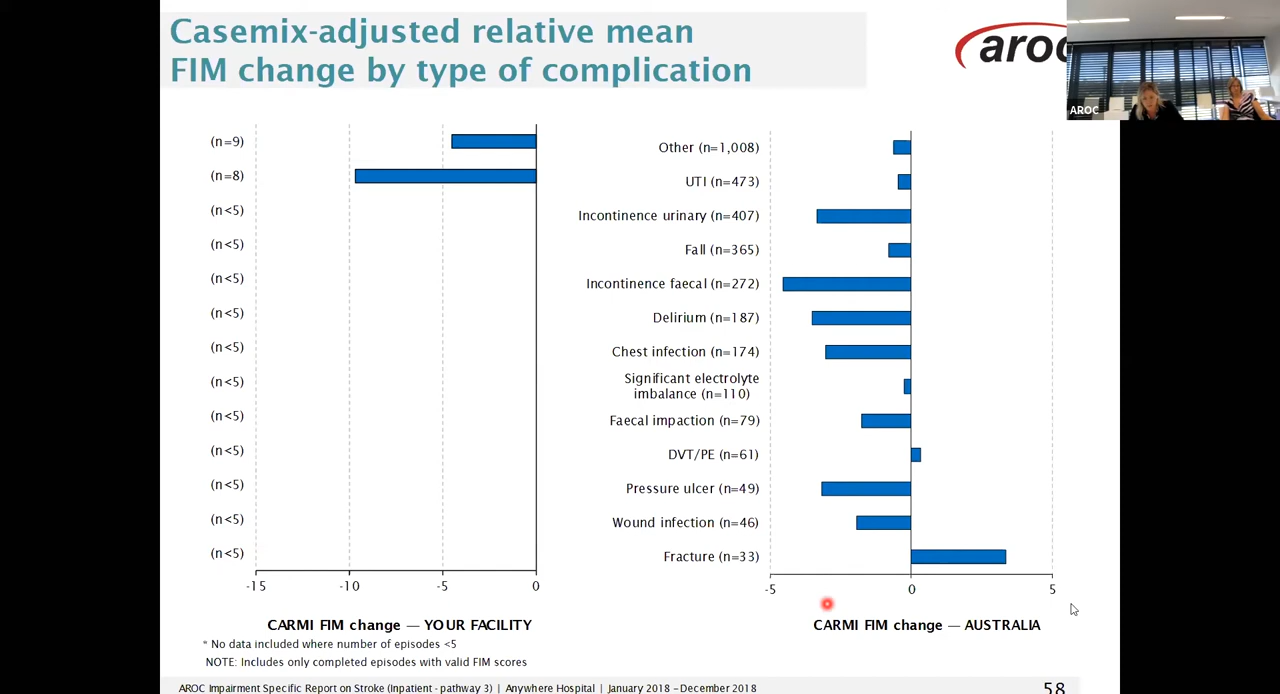 Casemix-adjusted relative mean
FIM change by type of complication
aroc
AROC
(n=9)
(n=8)
(n<5)
(n<5)
(n<5)
(n<5)
(n<5)
(n<5)
(n<5)
(n<5)
(n<5)
(n<5)
(n<5)
-15
-10
-5
0
CARMI FIM change — YOUR FACILITY
Other (n=1,008)
UTI (n=473)
Incontinence urinary (n=407)
Fall (n=365)
Incontinence faecal (n=272)
Delirium (n=187)
Chest infection (n=174)
Significant electrolyte
imbalance (n=110)
Faecal impaction (n=79)
DVT/PE (n=61)
Pressure ulcer (n=49)
Wound infection (n=46)
Fracture (n=33)
-5
0
5
CARMI FIM change — AUSTRALIA
* No data included where number of episodes <5
NOTE: Includes only completed episodes with valid FIM scores
AROC Impairment Specific Report on Stroke (Inpatient - pathway 3) | Anywhere Hospital | January 2018 – December 2018
58